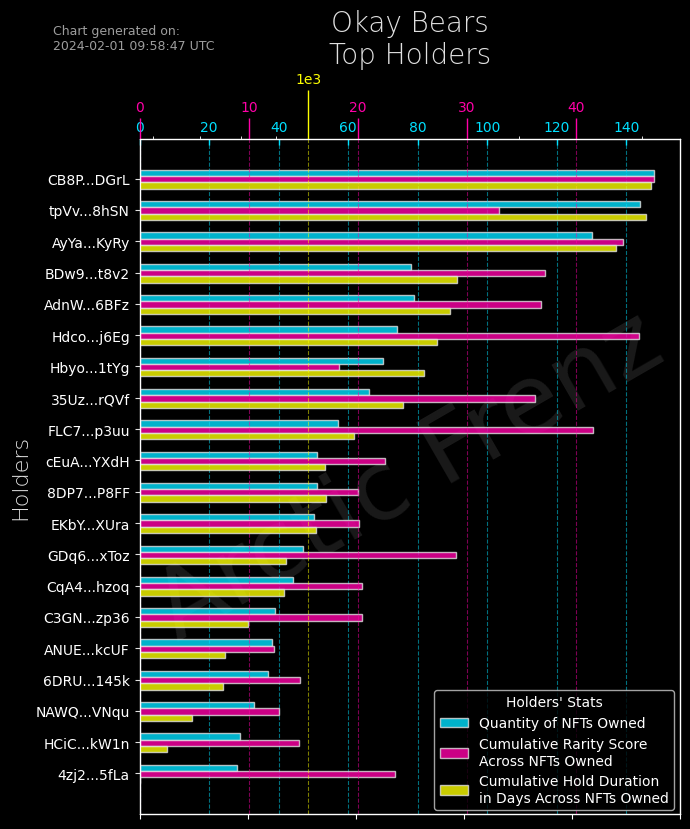 Chart generated on:
2024-02-01 09:58:47 UTC
Okay Bears
Top Holders
1e3
0 10 20 30 40
0 20 40 60 80 100 120 140
Holders
CB8P...DGrL
tpVv...8hSN
AyYa...KyRy
BDw9...t8v2
AdnW...6BFz
Hdco...j6Eg
Hbyo...1tYg
35Uz...rQVf
FLC7...p3uu
cEuA...YXdH
8DP7...P8FF
EKbY...XUra
GDq6...xToz
CqA4...hzoq
C3GN...zp36
ANUE...kcUF
6DRU...145k
NAWQ...VNqu
HCiC...kW1n
4zj2...5fLa
Arctic Frenz
Holders' Stats
Quantity of NFTs Owned
Cumulative Rarity Score
Across NFTs Owned
Cumulative Hold Duration
in Days Across NFTs Owned